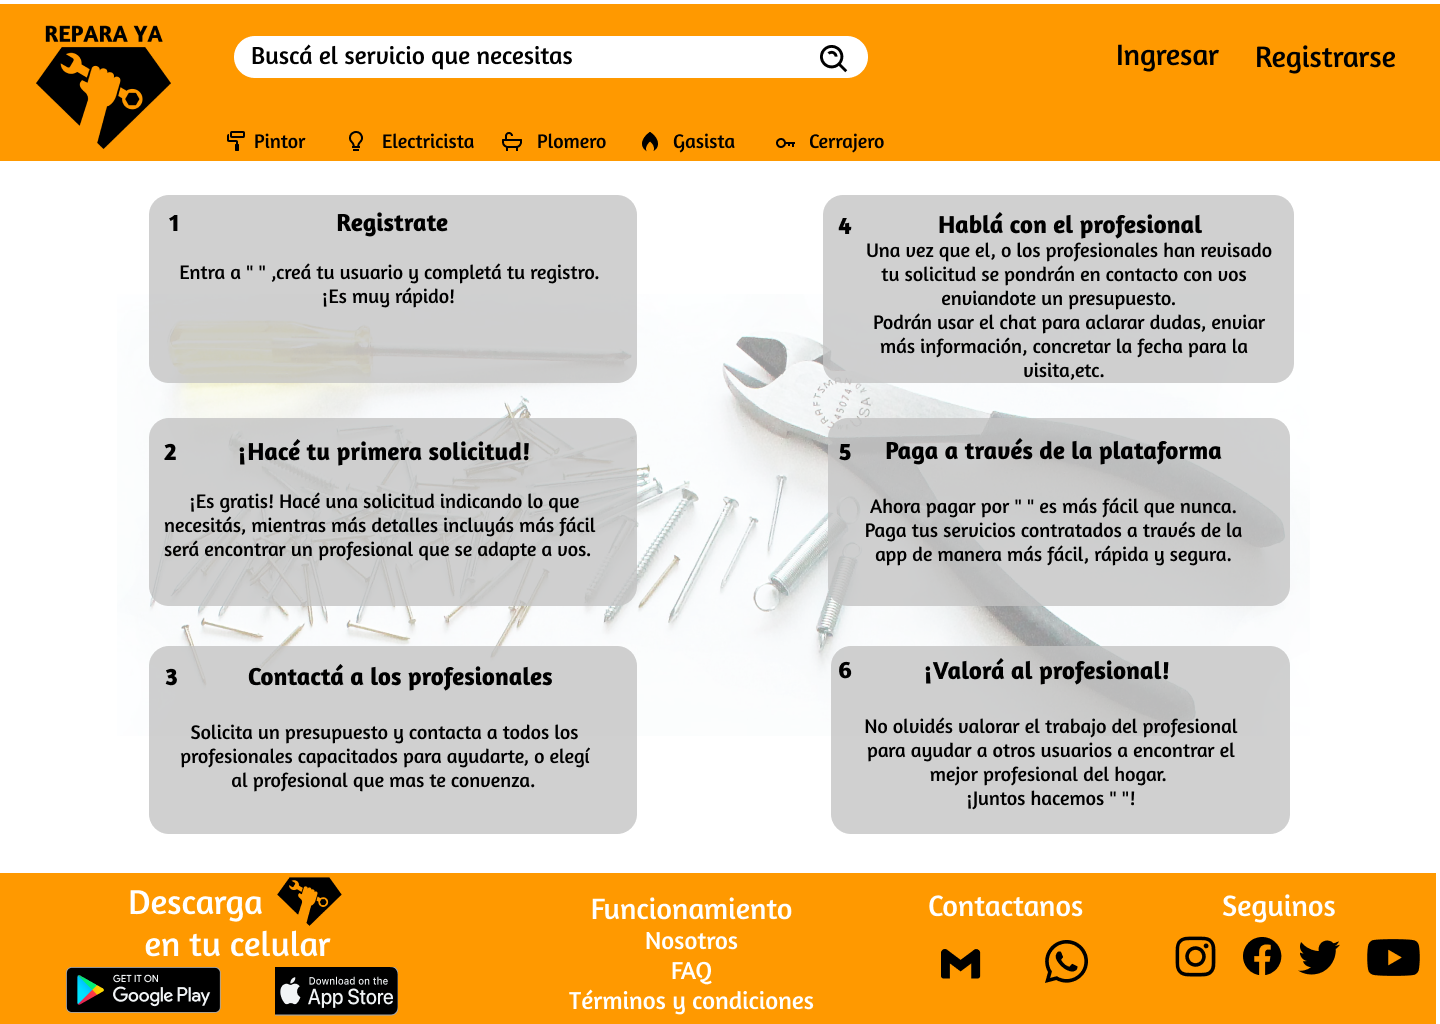 REPARA YA
Buscá el servicio que necesitas
Ingresar
Registrarse
Pintor
Electricista
Plomero
Gasista
Cerrajero
1
Registrate
Entra a " " ,creá tu usuario y completá tu registro.
¡Es muy rápido!
2
¡Hacé tu primera solicitud!
¡Es gratis! Hacé una solicitud indicando lo que
necesitás, mientras más detalles incluyás más fácil
será encontrar un profesional que se adapte a vos.
3
Contactá a los profesionales
Solicita un presupuesto y contacta a todos los
profesionales capacitados para ayudarte, o elegí
al profesional que mas te convenza.
4
Hablá con el profesional
Una vez que el, o los profesionales han revisado
tu solicitud se pondrán en contacto con vos
enviandote un presupuesto.
Podrán usar el chat para aclarar dudas, enviar
más información, concretar la fecha para la
visita,etc.
5
Paga a través de la plataforma
Ahora pagar por " " es más fácil que nunca.
Paga tus servicios contratados a través de la
app de manera más fácil, rápida y segura.
6
¡Valorá al profesional!
No olvidés valorar el trabajo del profesional
para ayudar a otros usuarios a encontrar el
mejor profesional del hogar.
¡Juntos hacemos " "!
Descarga
en tu celular
GET IT ON
Google Play
Download on the
App Store
Funcionamiento
Nosotros
FAQ
Términos y condiciones
Contactanos
Seguinos